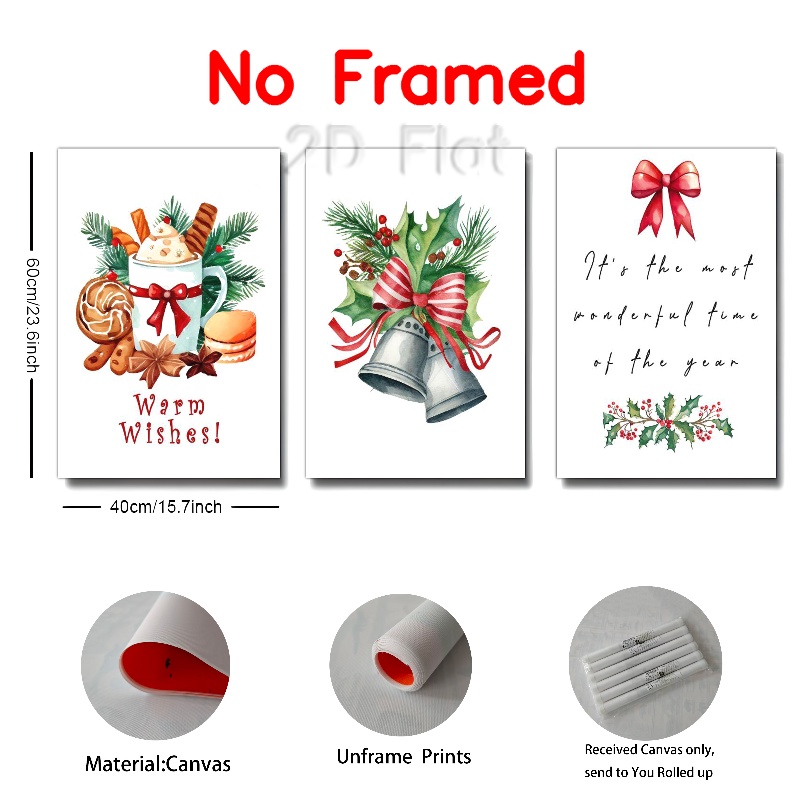 No Framed
2D Flat
60cm/23.6inch
Warm
Wishes!
It's the most
wonderful time
of the year
40cm/15.7inch
Material:Canvas
Unframe Prints
Received Canvas only,
send to You Rolled up